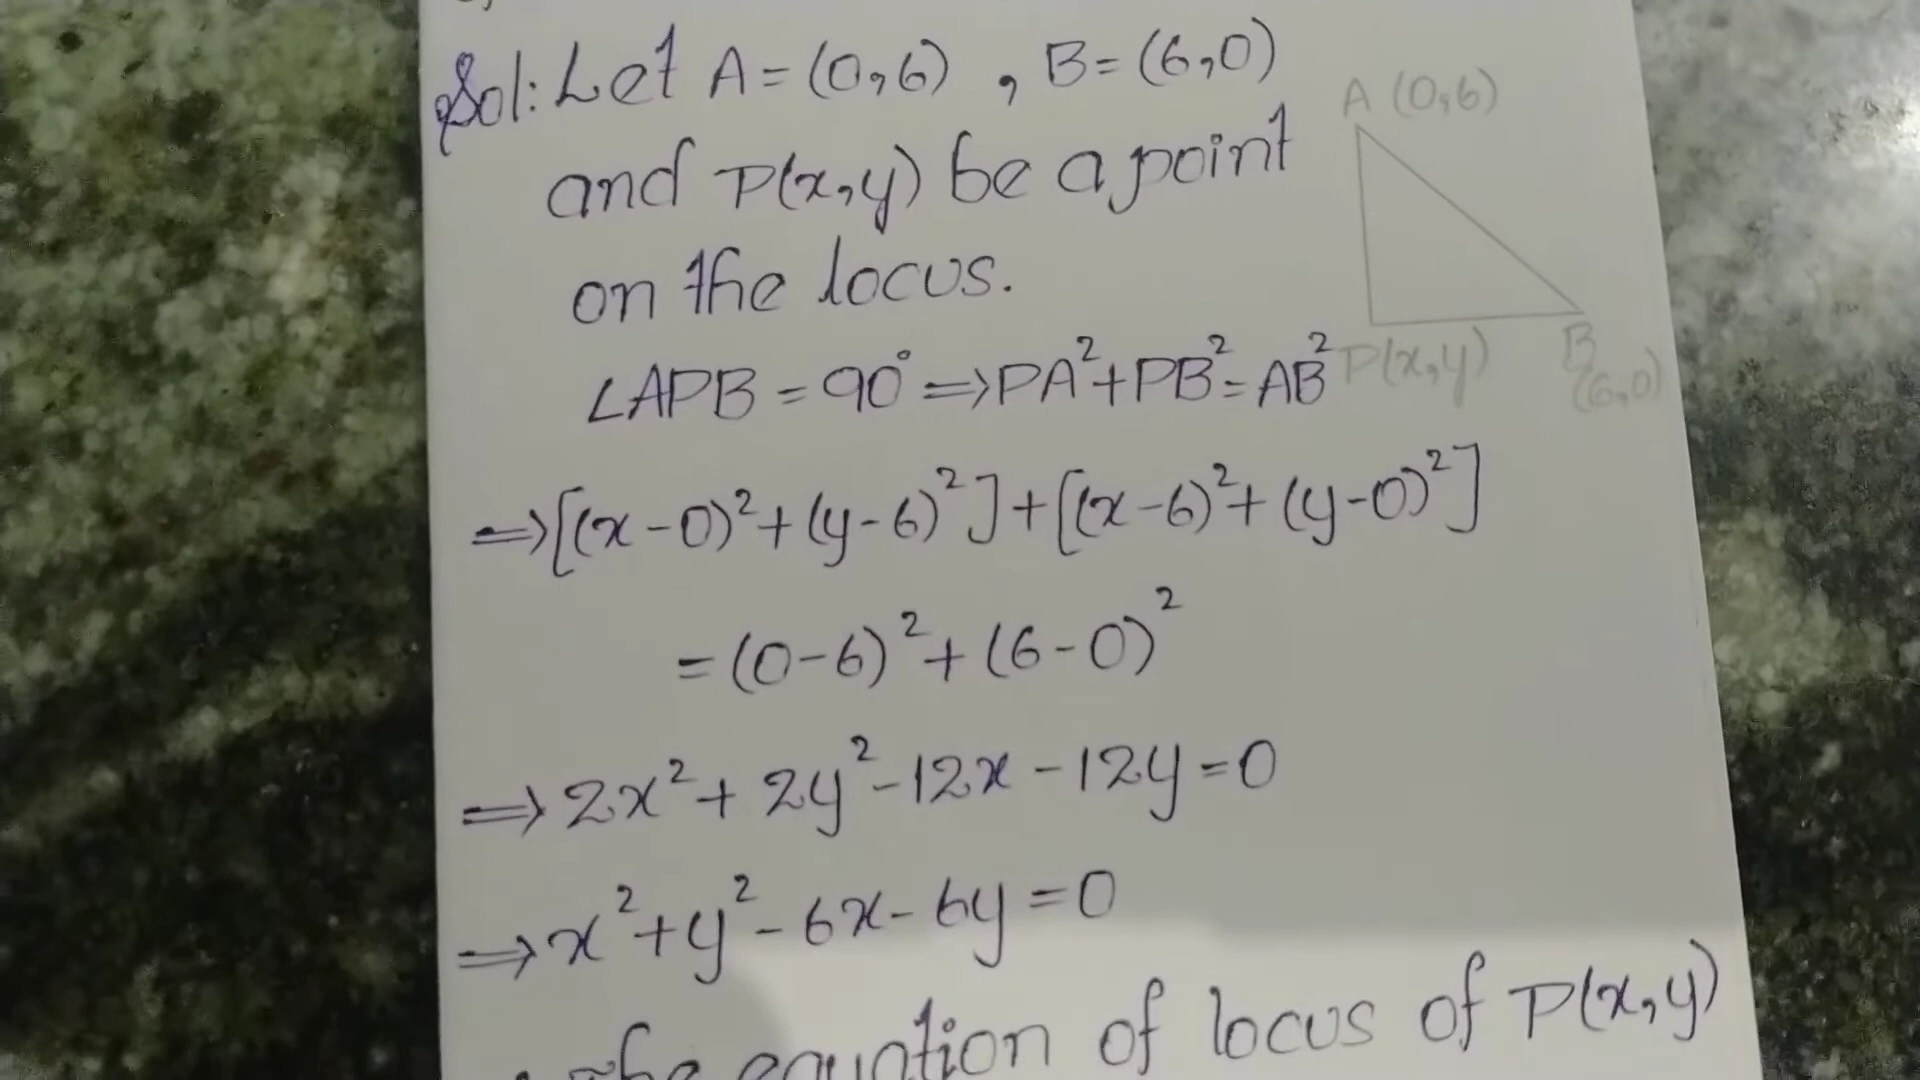 Sol: Let A = (0,6) , B = (6,0)
and P(x,y) be a point
on the locus.
∠APB = 90° ⇒ PA² + PB² = AB²
⇒ [(x-0)² + (y-6)²] + [(x-6)² + (y-0)²]
= (0-6)² + (6-0)²
⇒ 2x² + 2y² - 12x - 12y = 0
⇒ x² + y² - 6x - 6y = 0
The equation of locus of P(x,y)
A (0,6)
P(x,y)
B
(6,0)